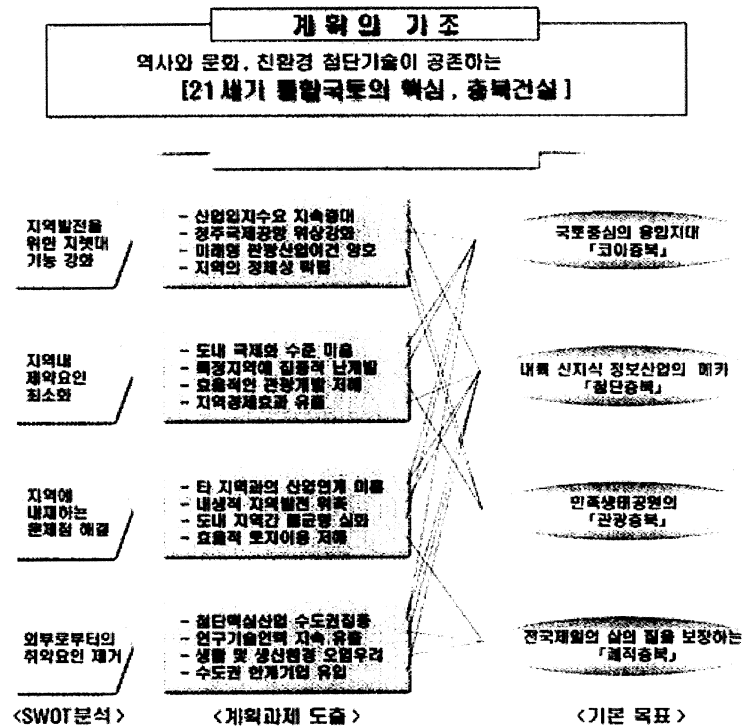 계획의 기조
역사와 문화, 친환경 첨단기술이 공존하는
[21세기 통합국토의 핵심, 충북건설]
지역발전을
위한 지렛대
기능 강화
- 산업입지수요 지속증대
- 청주국제공항 위상강화
- 미래형 관광산업여건 양호
- 지역의 정체성 확립
국토중심의 융합지대
「코아충북」
지역내
제약요인
최소화
- 도내 국제화 수준 미흡
- 특정지역에 집중적 난개발
- 효율적인 관광개발 저해
- 지역경제효과 유출
내륙 신지식 정보산업의 메카
「첨단충북」
지역에
내재하는
문제점 해결
- 타 지역과의 산업연계 미흡
- 내생적 지역발전 위축
- 도내 지역간 불균형 심화
- 효율적 토지이용 저해
민족생태공원의
「관광충북」
외부로부터의
취약요인 제거
- 첨단핵심산업 수도권집중
- 연구기술인력 지속 유출
- 생활 및 생산환경 오염우려
- 수도권 한계기업 유입
전국제일의 삶의 질을 보장하는
「쾌적충북」
<SWOT분석>
<계획과제 도출>
<기본 목표>